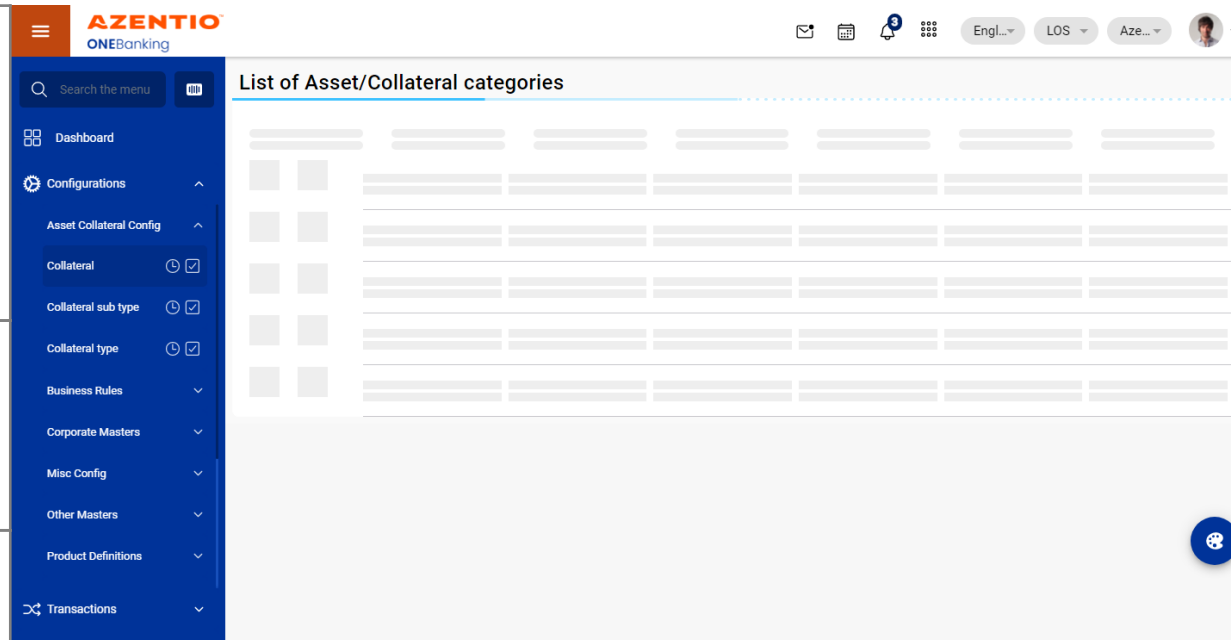 AZENTIO
ONEBanking
3
Engl...
LOS
Aze...
Search the menu
List of Asset/Collateral categories
Dashboard
Configurations
Asset Collateral Config
Collateral
Collateral sub type
Collateral type
Business Rules
Corporate Masters
Misc Config
Other Masters
Product Definitions
Transactions